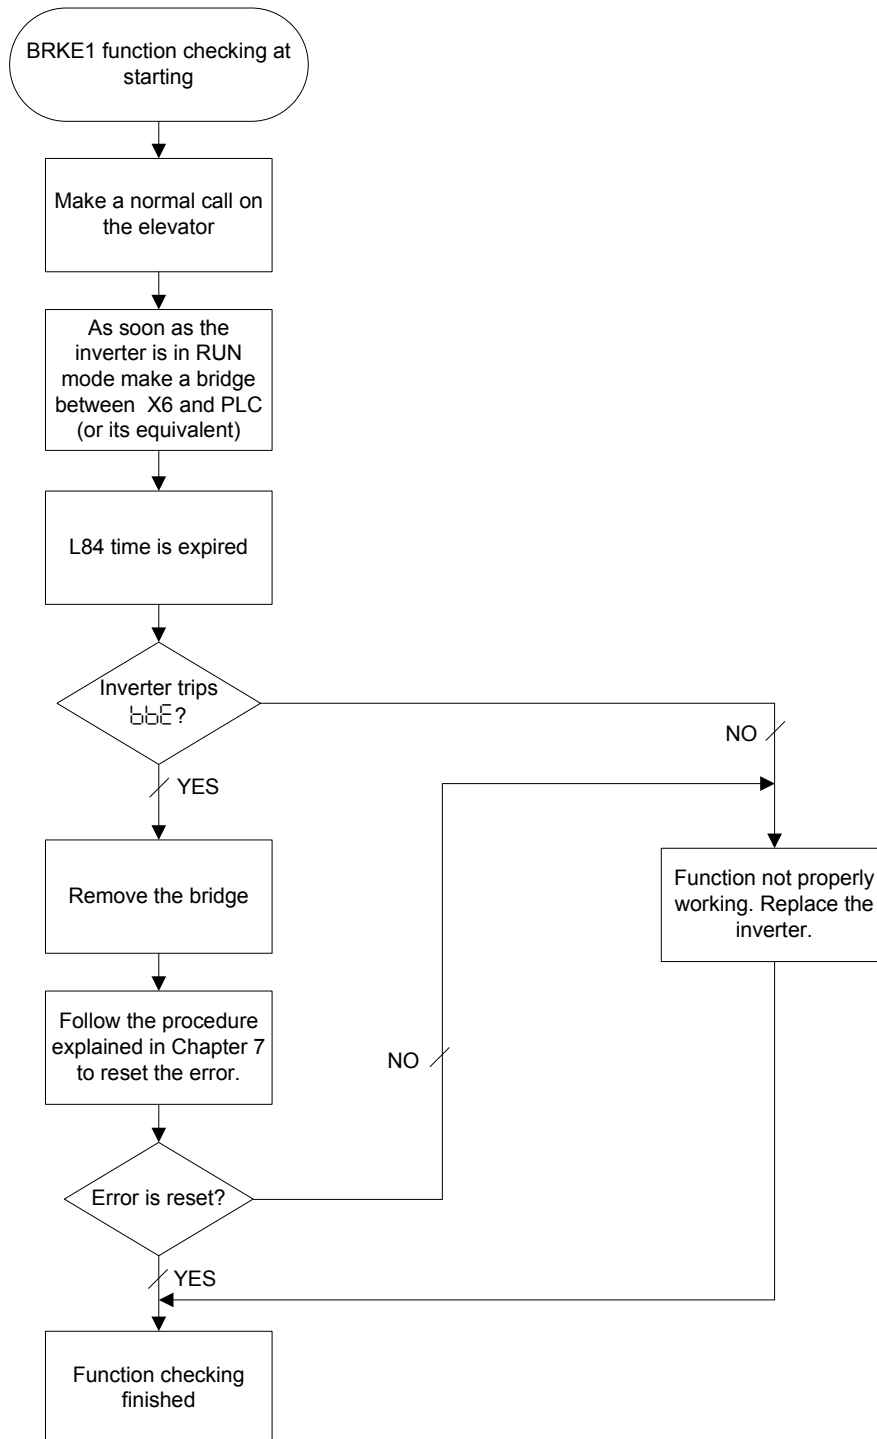 BRKE1 function checking at
starting
Make a normal call on
the elevator
As soon as the
inverter is in RUN
mode make a bridge
between X6 and PLC
(or its equivalent)
L84 time is expired
Inverter trips
bbE?
NO
YES
Remove the bridge
Function not properly
working. Replace the
inverter.
Follow the procedure
explained in Chapter 7
to reset the error.
NO
Error is reset?
YES
Function checking
finished